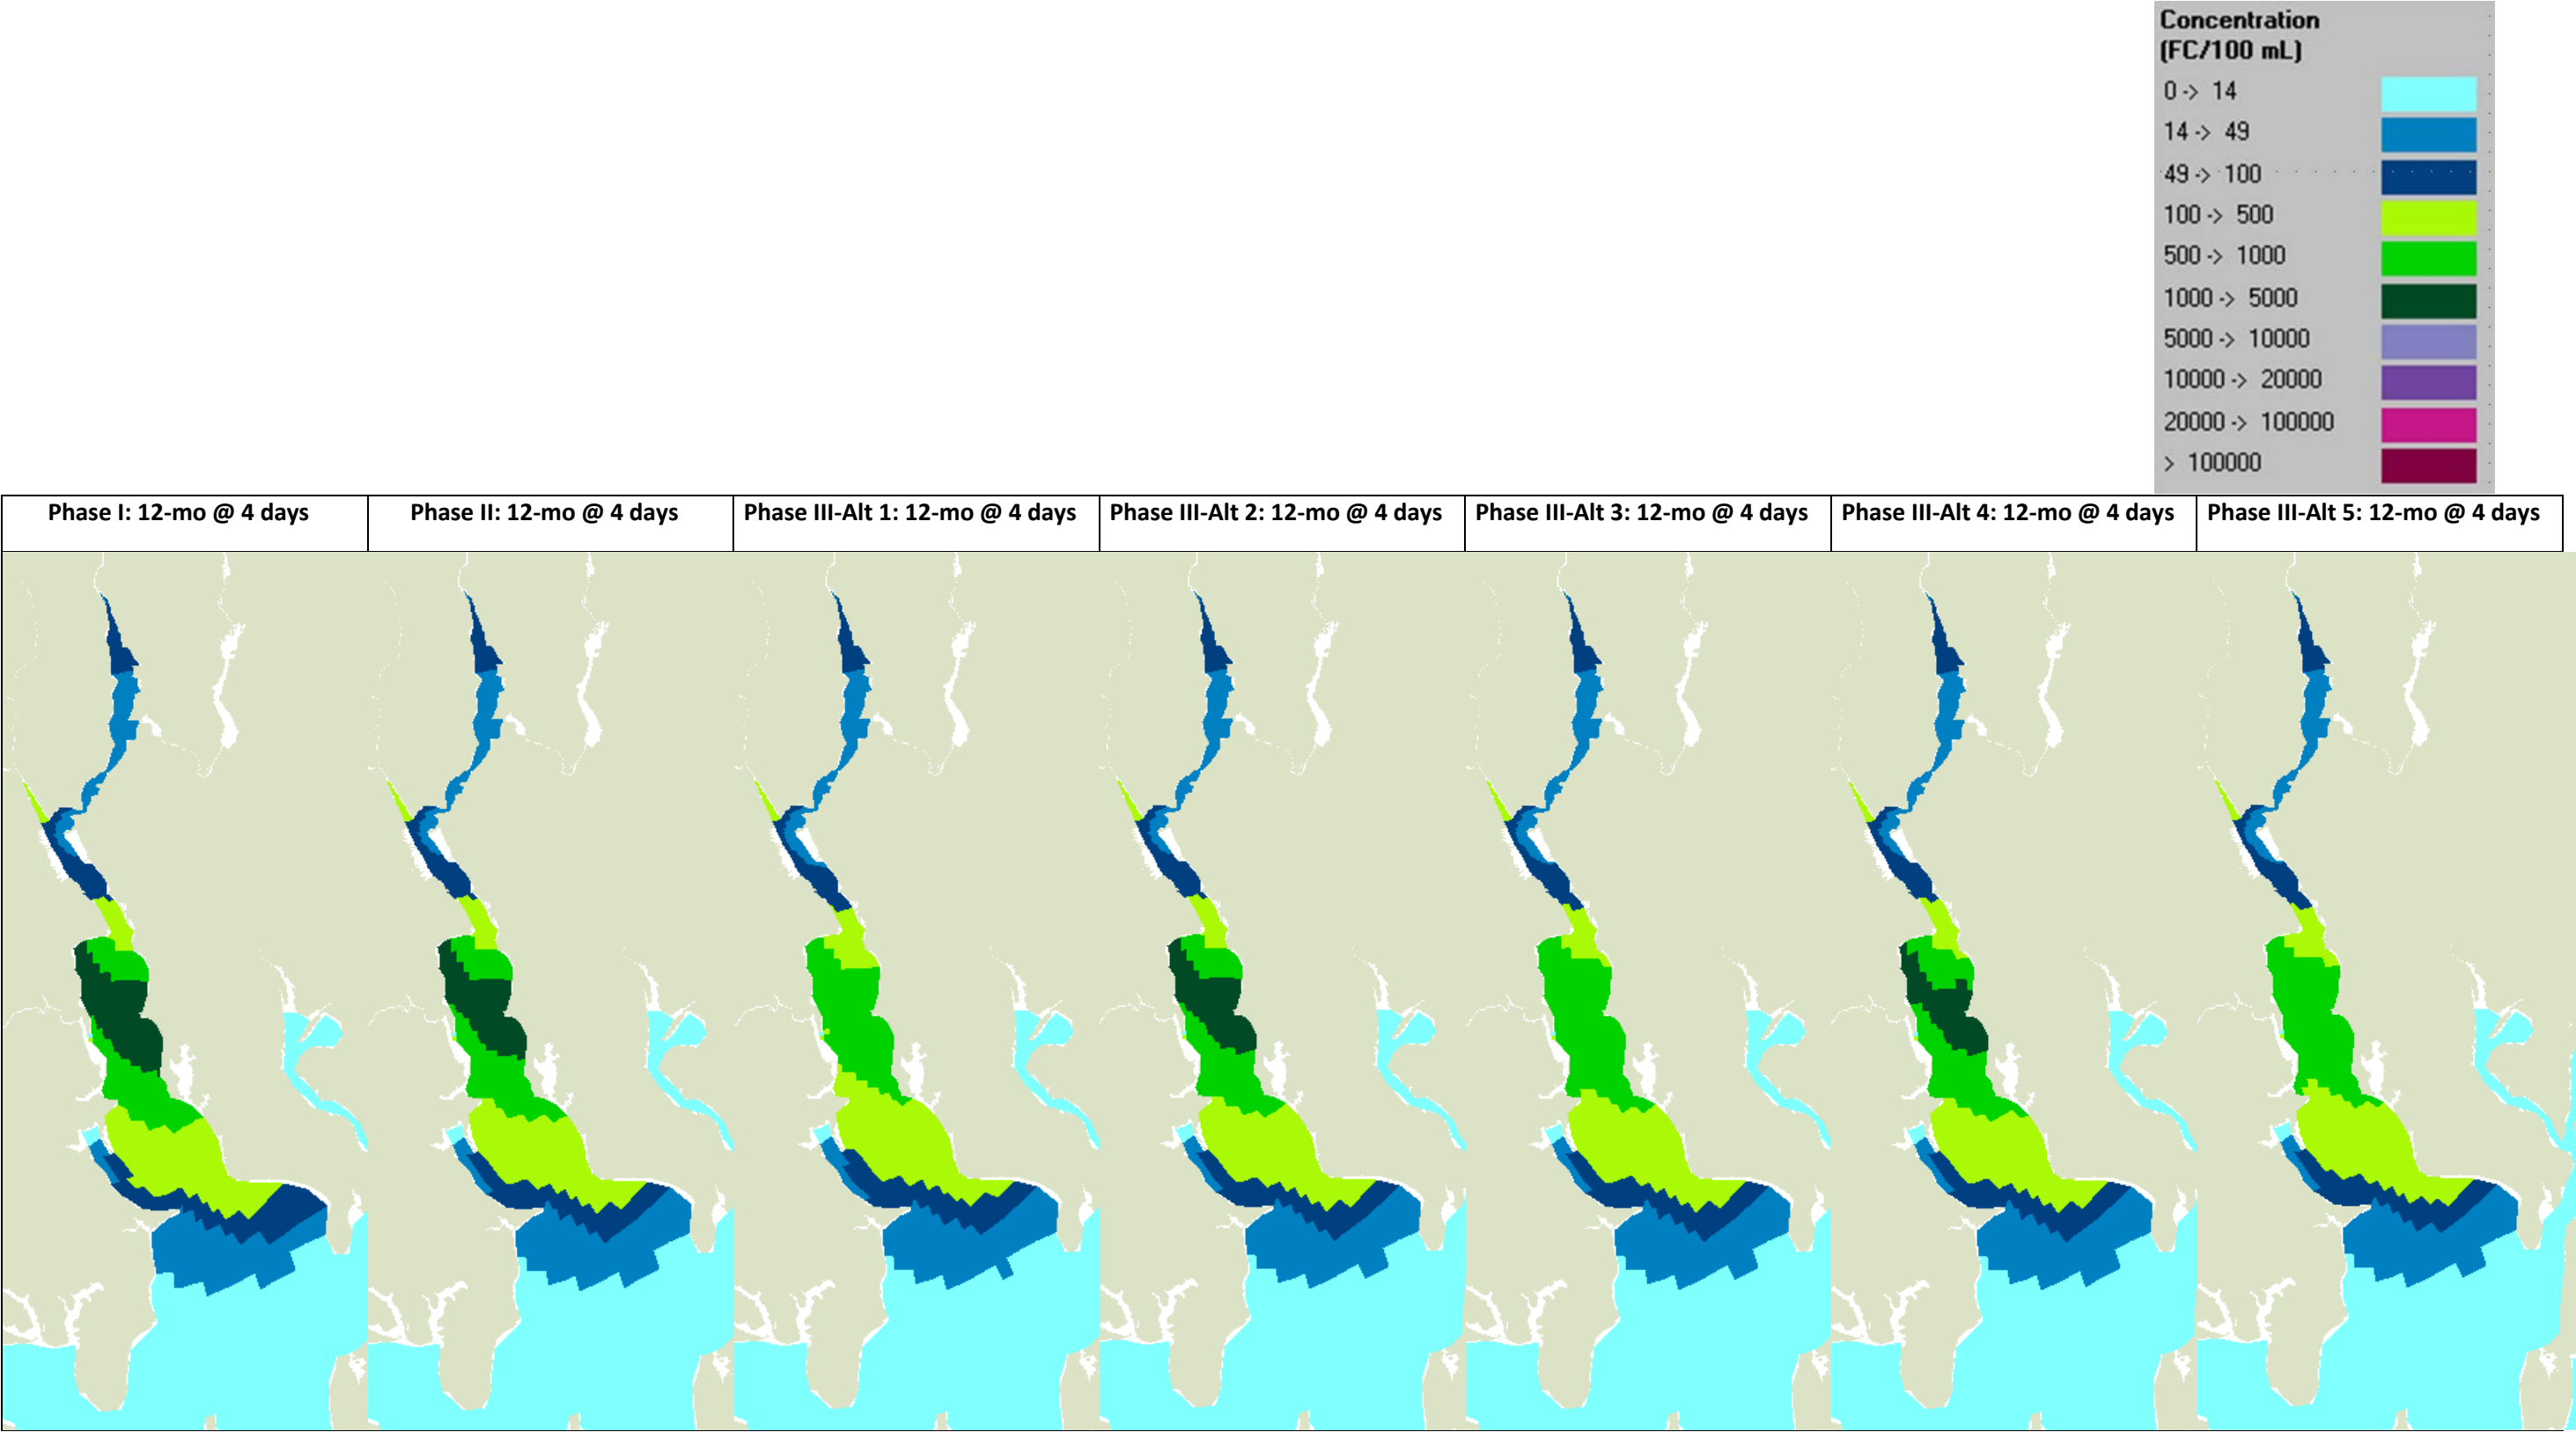 Concentration
(FC/100 mL)
0 -> 14
14 -> 49
49 -> 100
100 -> 500
500 -> 1000
1000 -> 5000
5000 -> 10000
10000 -> 20000
20000 -> 100000
> 100000
Phase I: 12-mo @ 4 days
Phase II: 12-mo @ 4 days
Phase III-Alt 1: 12-mo @ 4 days
Phase III-Alt 2: 12-mo @ 4 days
Phase III-Alt 3: 12-mo @ 4 days
Phase III-Alt 4: 12-mo @ 4 days
Phase III-Alt 5: 12-mo @ 4 days